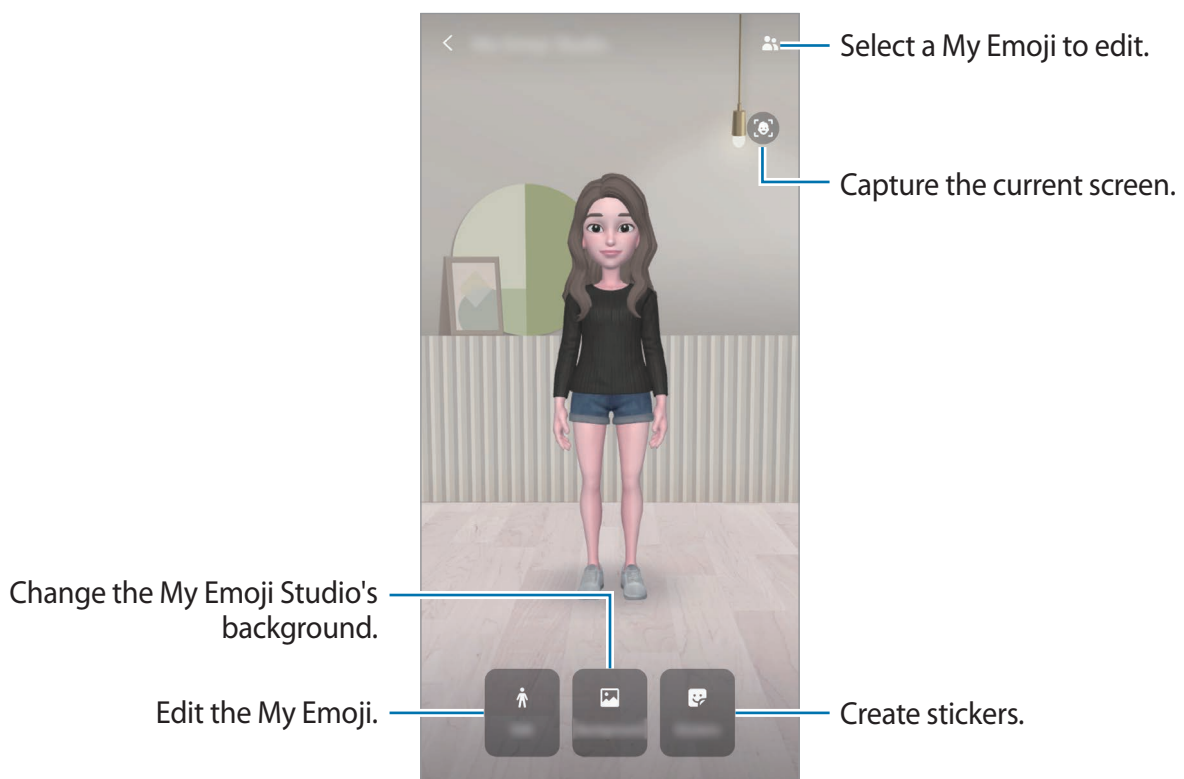 Select a My Emoji to edit.
Capture the current screen.
Change the My Emoji Studio's
background.
Edit the My Emoji.
Create stickers.